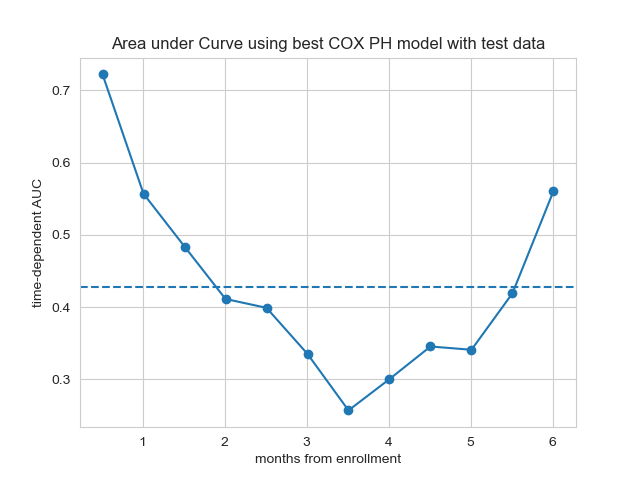 Area under Curve using best COX PH model with test data
time-dependent AUC
0.7
0.6
0.5
0.4
0.3
1 2 3 4 5 6
months from enrollment